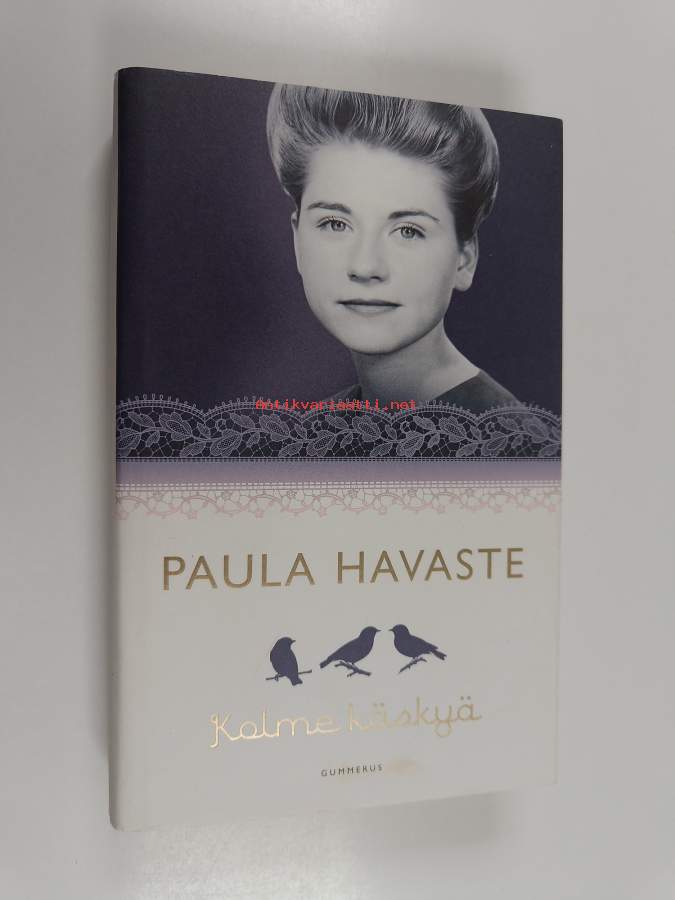 antikvariaatti.net
PAULA HAVASTE
Kolme käskyä
GUMMERUS